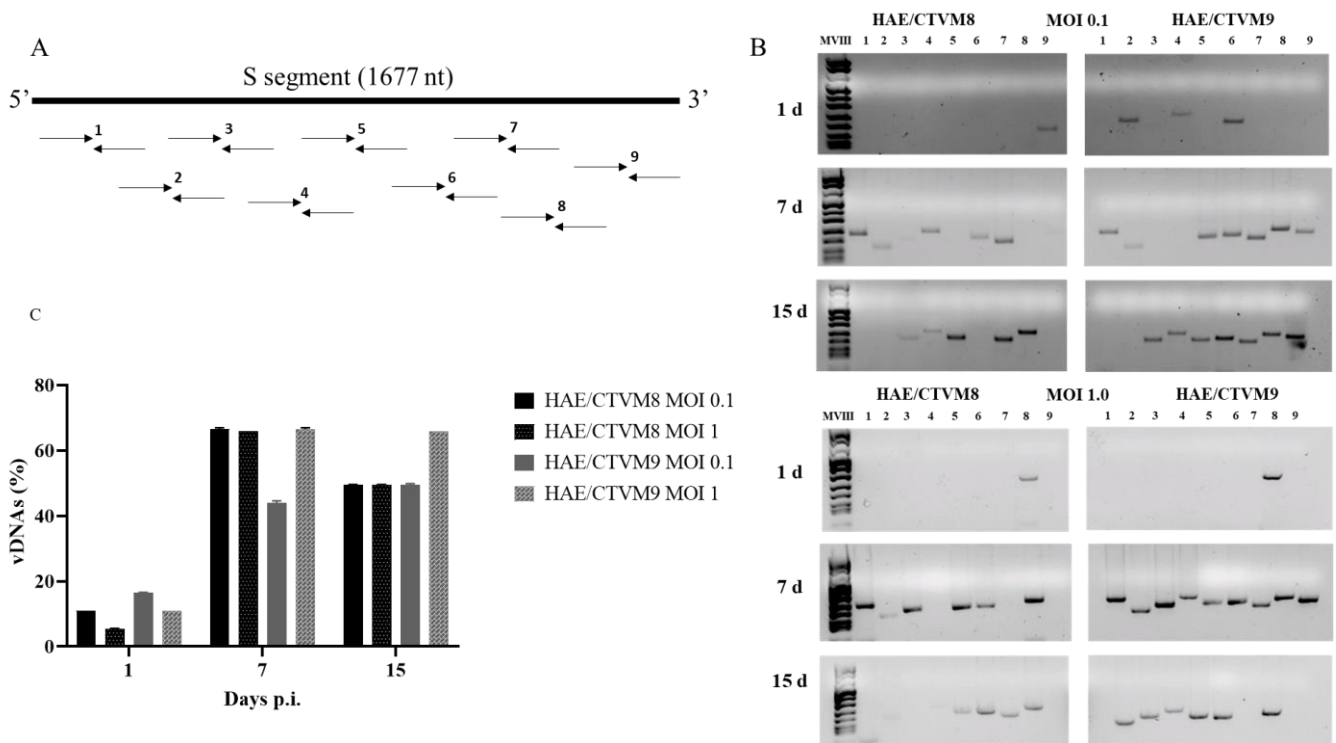 A
S segment (1677 nt)
5’
3’
1
3
5
7
9
2
4
6
8
B
HAE/CTVM8
MOI 0.1
HAE/CTVM9
MVIII 1 2 3 4 5 6 7 8 9
1 2 3 4 5 6 7 8 9
1 d
7 d
15 d
HAE/CTVM8
MOI 1.0
HAE/CTVM9
MVIII 1 2 3 4 5 6 7 8 9
1 2 3 4 5 6 7 8 9
1 d
7 d
15 d
C
vDNAs (%)
80
60
40
20
0
1 7 15
Days p.i.
HAE/CTVM8 MOI 0.1
HAE/CTVM8 MOI 1
HAE/CTVM9 MOI 0.1
HAE/CTVM9 MOI 1